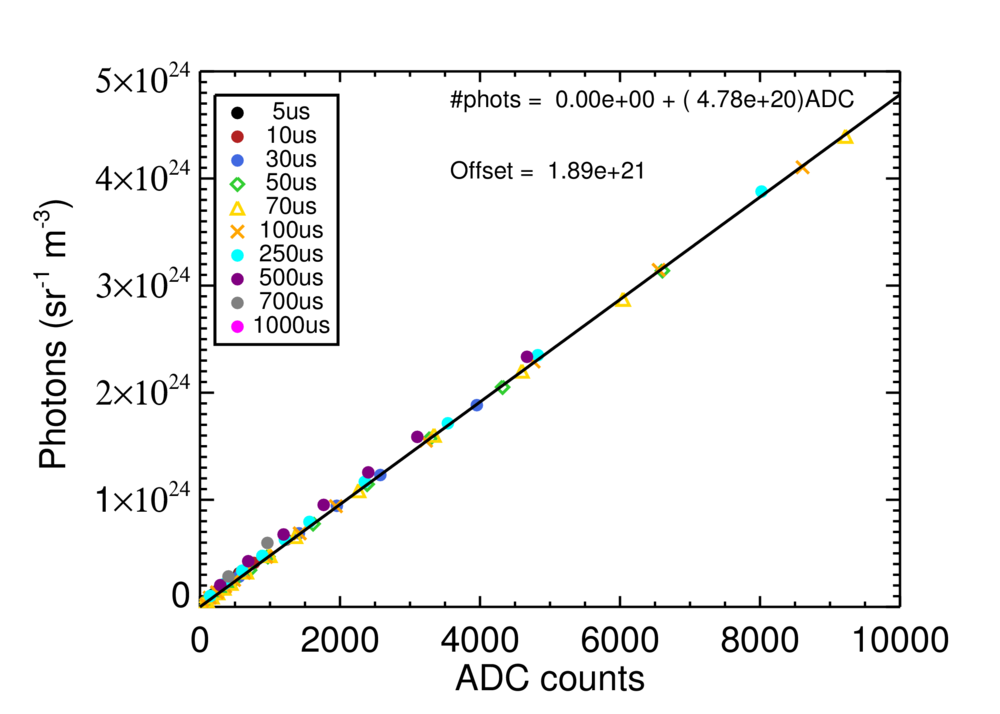 5×10^24
#phots = 0.00e+00 + ( 4.78e+20)ADC
5us
10us
30us
50us
70us
100us
250us
500us
700us
1000us
Offset = 1.89e+21
4×10^24
3×10^24
2×10^24
1×10^24
0
Photons (sr^-1 m^-3)
0 2000 4000 6000 8000 10000
ADC counts